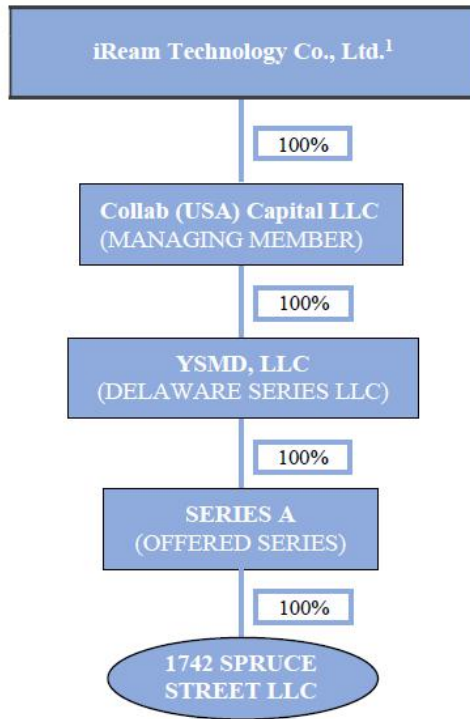 iReam Technology Co., Ltd.¹
100%
Collab (USA) Capital LLC
(MANAGING MEMBER)
100%
YSMD, LLC
(DELAWARE SERIES LLC)
100%
SERIES A
(OFFERED SERIES)
100%
1742 SPRUCE
STREET LLC